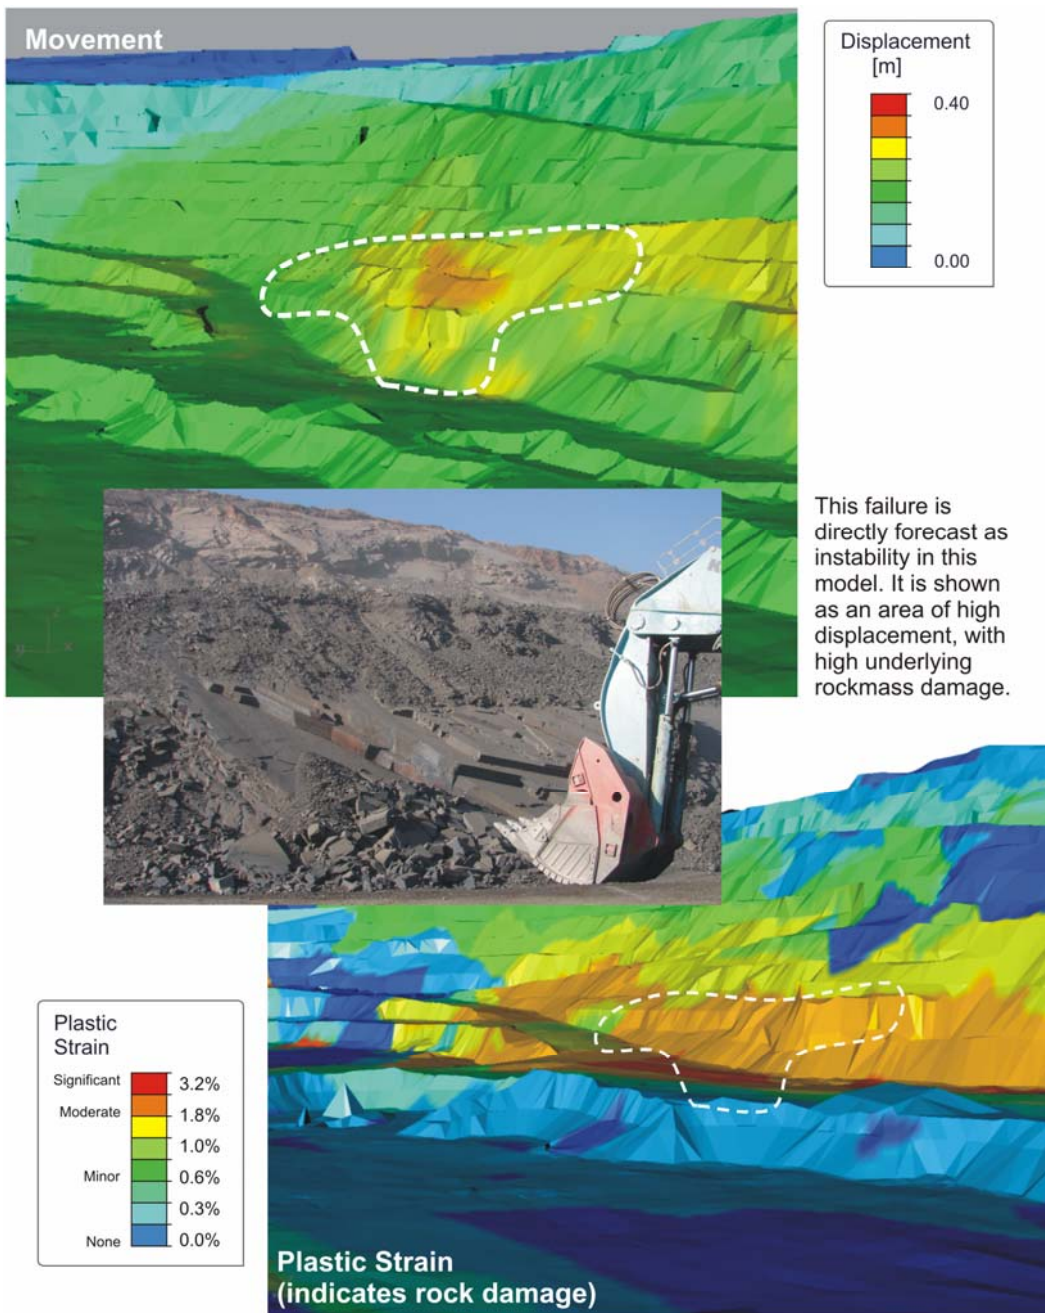 Movement
Displacement
[m]
0.40
0.00
This failure is
directly forecast as
instability in this
model. It is shown
as an area of high
displacement, with
high underlying
rockmass damage.
z
y
x
Plastic
Strain
Significant
3.2%
Moderate
1.8%
1.0%
Minor
0.6%
0.3%
None
0.0%
Plastic Strain
(indicates rock damage)